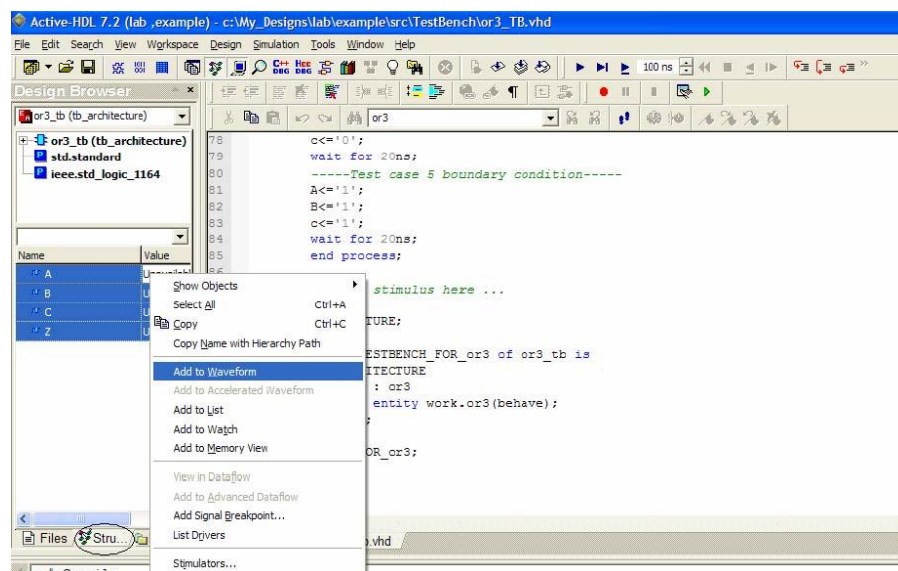 Active-HDL 7.2 (lab ,example) - c:\My_Designs\lab\example\src\TestBench\or3_TB.vhd
File Edit Search View Workspace Design Simulation Tools Window Help
C++ DBG HEE DBG 100 ns
Design Browser
or3_tb (tb_architecture)
or3
or3_tb (tb_architecture)
std.standard
ieee.std_logic_1164
78 c<='0';
79 wait for 20ns;
80 -----Test case 5 boundary condition-----
81 A<='1';
82 B<='1';
83 c<='1';
84 wait for 20ns;
85 end process;
86
Name Value
A
B U
C U
Z U
Show Objects
Select All Ctrl+A
Copy Ctrl+C
Copy Name with Hierarchy Path
Add to Waveform
Add to Accelerated Waveform
Add to List
Add to Watch
Add to Memory View
View in Dataflow
Add to Advanced Dataflow
Add Signal Breakpoint...
List Drivers
Stimulators...
stimulus here ...
TURE;
ESTBENCH_FOR_or3 of or3_tb is
ITECTURE
: or3
entity work.or3(behave);
;
OR_or3;
Files Stru...
.vhd